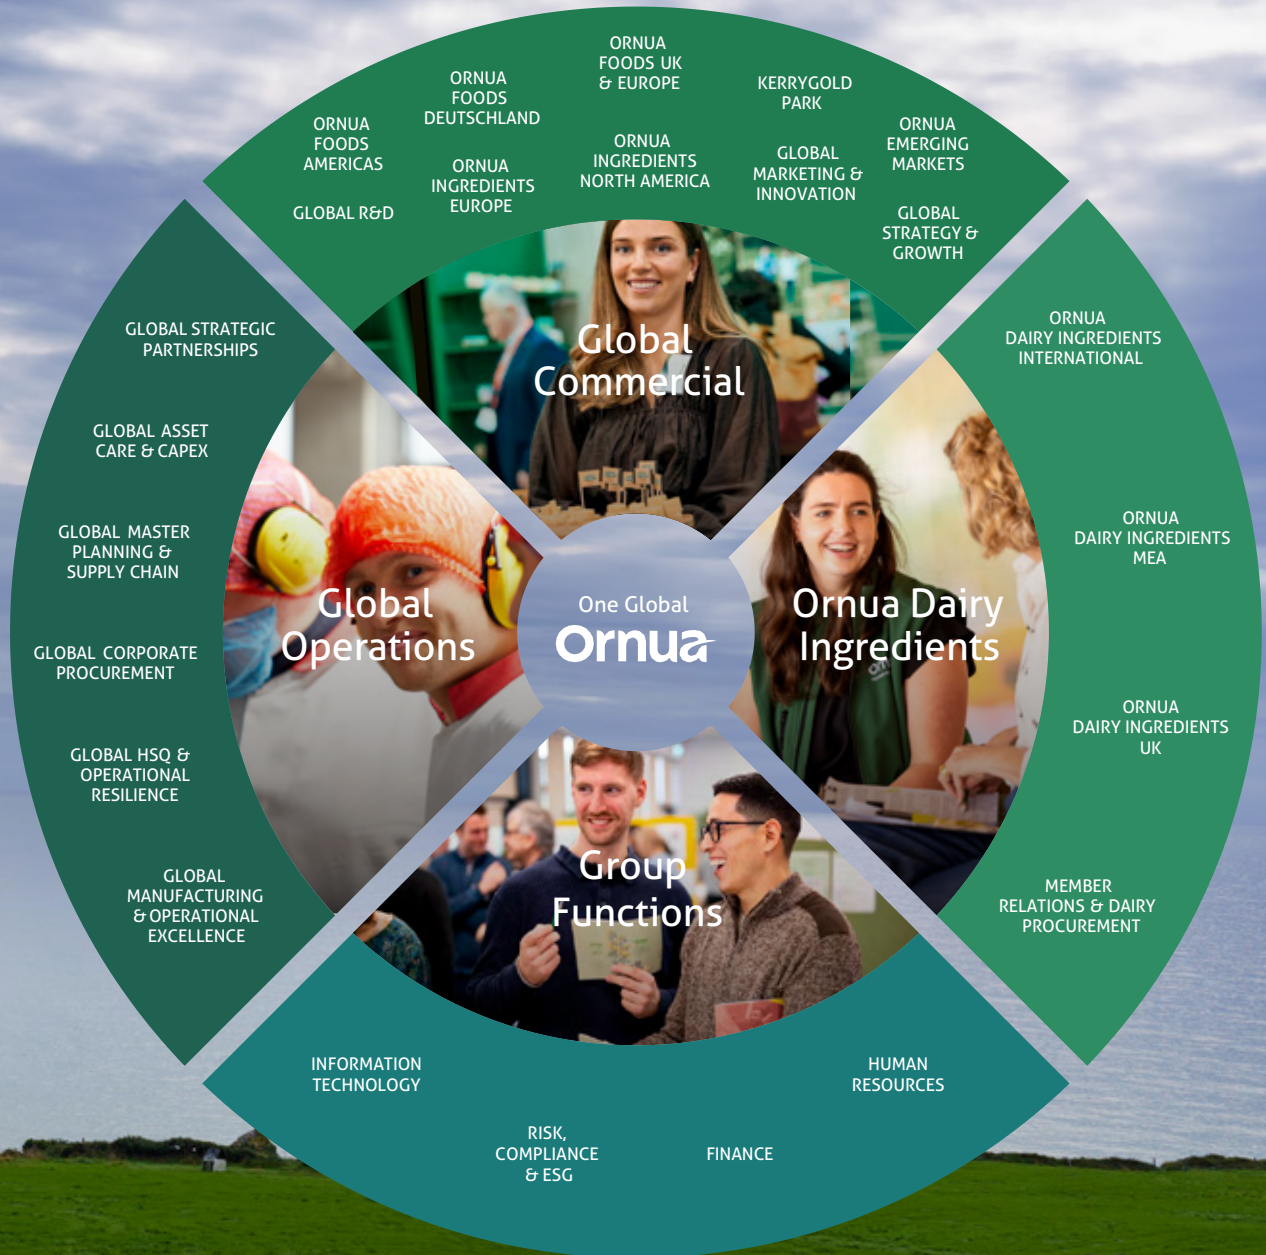 ORNUA
FOODS
AMERICAS
GLOBAL R&D
ORNUA
FOODS
DEUTSCHLAND
ORNUA
INGREDIENTS
EUROPE
ORNUA
FOODS UK
& EUROPE
ORNUA
INGREDIENTS
NORTH AMERICA
KERRYGOLD
PARK
GLOBAL
MARKETING &
INNOVATION
ORNUA
EMERGING
MARKETS
GLOBAL
STRATEGY &
GROWTH
Global
Commercial
GLOBAL STRATEGIC
PARTNERSHIPS
GLOBAL ASSET
CARE & CAPEX
GLOBAL MASTER
PLANNING &
SUPPLY CHAIN
GLOBAL CORPORATE
PROCUREMENT
GLOBAL HSQ &
OPERATIONAL
RESILIENCE
GLOBAL
MANUFACTURING
& OPERATIONAL
EXCELLENCE
Global
Operations
One Global
Ornua
Ornua Dairy
Ingredients
ORNUA
DAIRY INGREDIENTS
INTERNATIONAL
ORNUA
DAIRY INGREDIENTS
MEA
ORNUA
DAIRY INGREDIENTS
UK
MEMBER
RELATIONS & DAIRY
PROCUREMENT
Group
Functions
INFORMATION
TECHNOLOGY
RISK,
COMPLIANCE
& ESG
FINANCE
HUMAN
RESOURCES